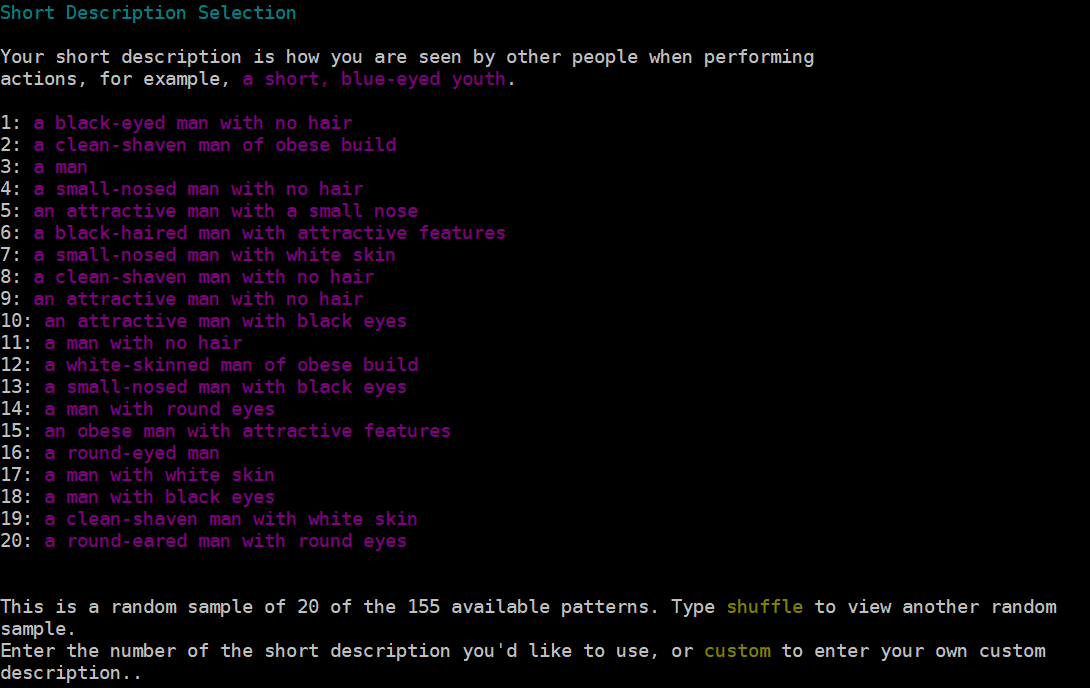 Short Description Selection
Your short description is how you are seen by other people when performing
actions, for example, a short, blue-eyed youth.
1: a black-eyed man with no hair
2: a clean-shaven man of obese build
3: a man
4: a small-nosed man with no hair
5: an attractive man with a small nose
6: a black-haired man with attractive features
7: a small-nosed man with white skin
8: a clean-shaven man with no hair
9: an attractive man with no hair
10: an attractive man with black eyes
11: a man with no hair
12: a white-skinned man of obese build
13: a small-nosed man with black eyes
14: a man with round eyes
15: an obese man with attractive features
16: a round-eyed man
17: a man with white skin
18: a man with black eyes
19: a clean-shaven man with white skin
20: a round-eared man with round eyes
This is a random sample of 20 of the 155 available patterns. Type shuffle to view another random
sample.
Enter the number of the short description you'd like to use, or custom to enter your own custom
description..